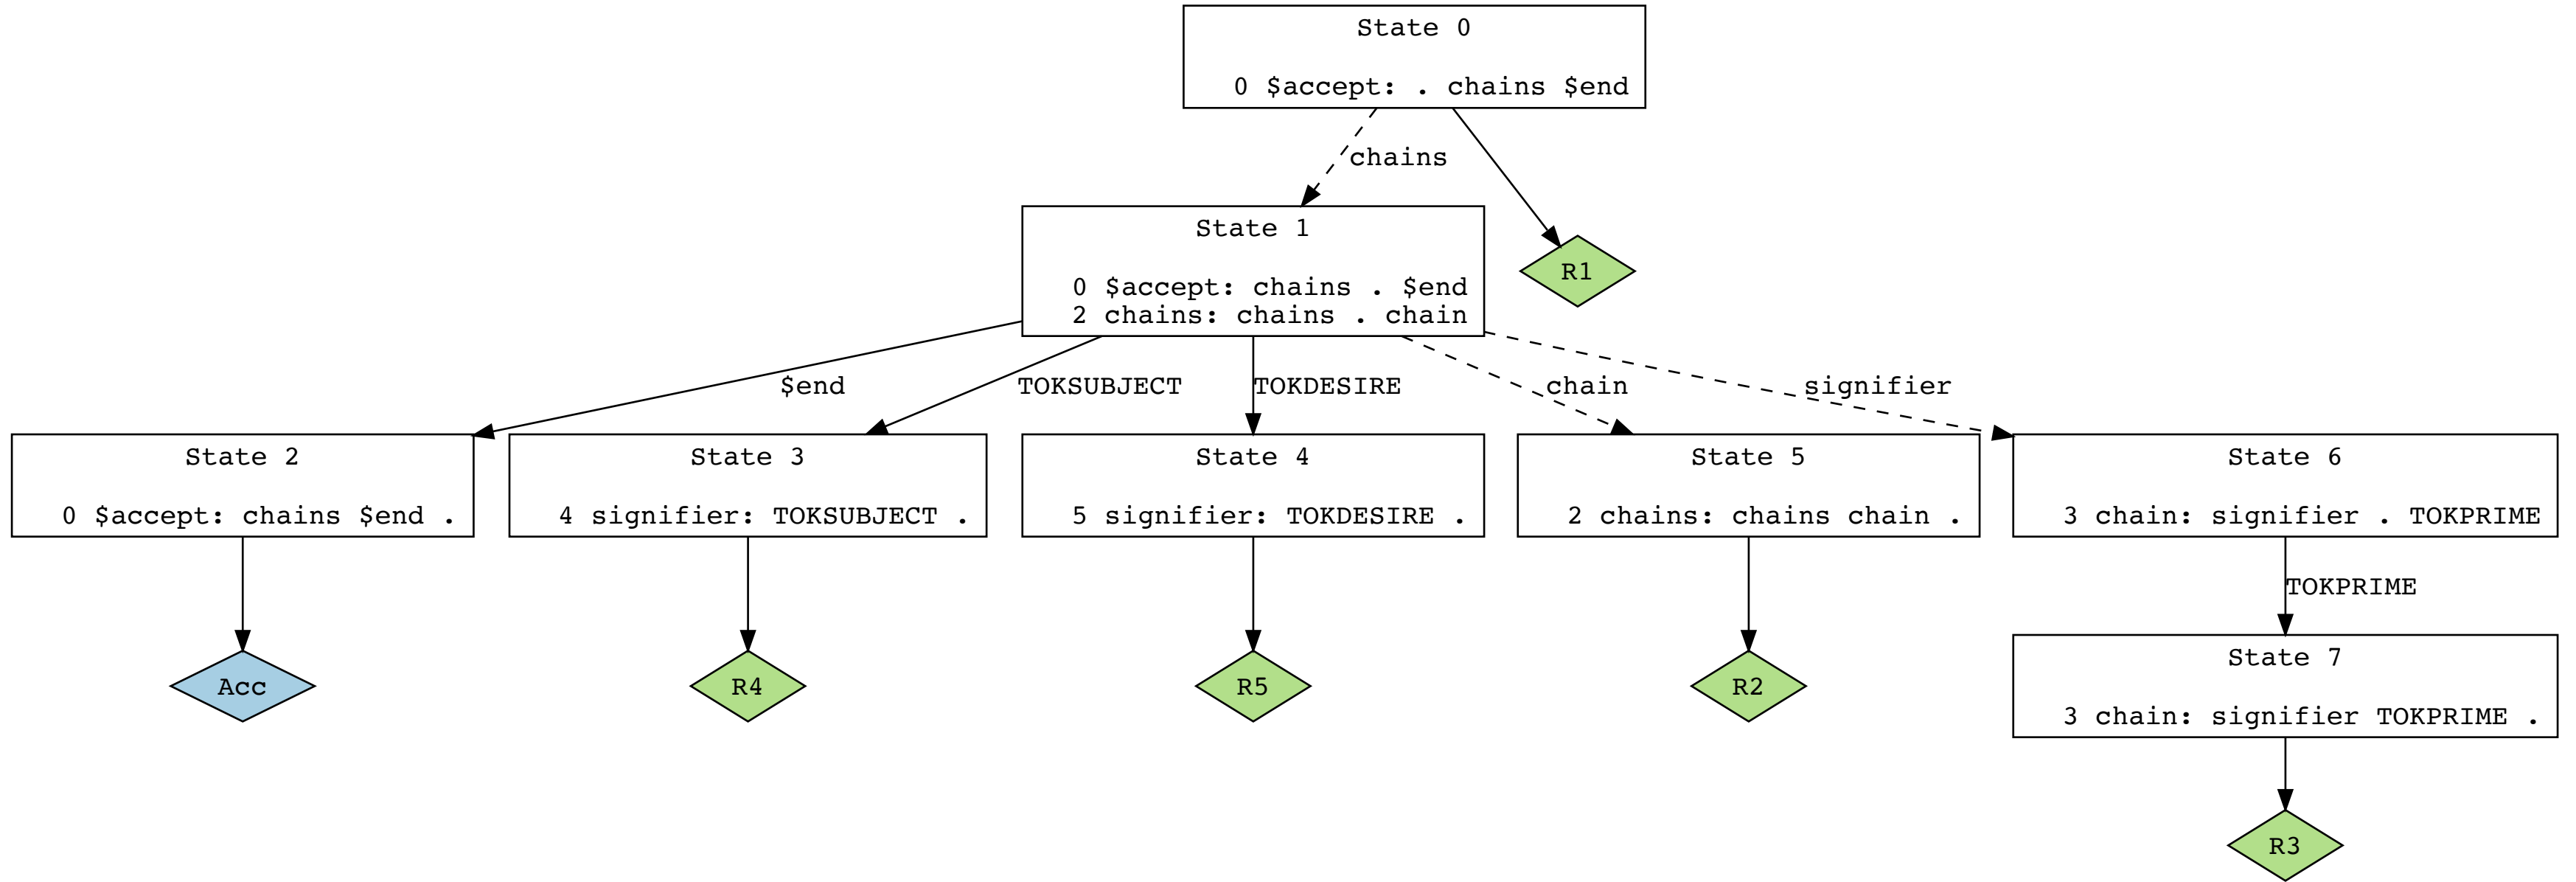 State 0
0 $accept: . chains $end
chains
State 1
0 $accept: chains . $end
2 chains: chains . chain
R1
$end
TOKSUBJECT
TOKDESIRE
chain
signifier
State 2
0 $accept: chains $end .
State 3
4 signifier: TOKSUBJECT .
State 4
5 signifier: TOKDESIRE .
State 5
2 chains: chains chain .
State 6
3 chain: signifier . TOKPRIME
TOKPRIME
Acc
R4
R5
R2
State 7
3 chain: signifier TOKPRIME .
R3